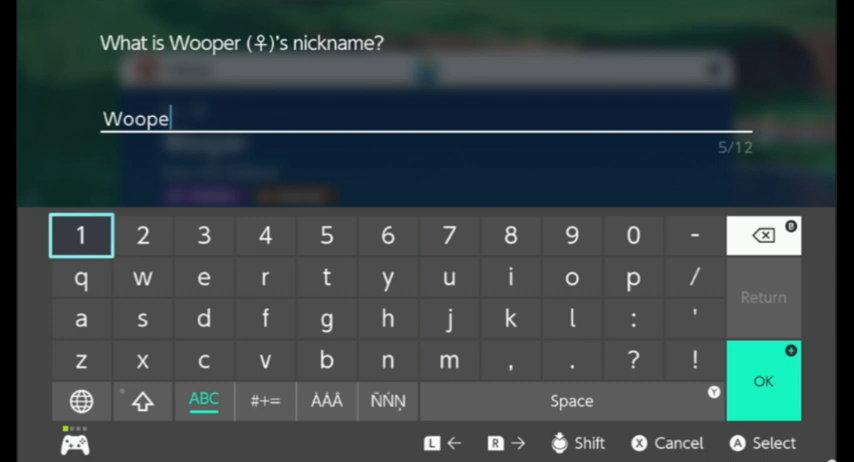 What is Wooper (♀)'s nickname?
Woope
5/12
1 2 3 4 5 6 7 8 9 0 - B
q w e r t y u i o p /
Return
a s d f g h j k l : '
z x c v b n m , . ? ! +
OK
ABC #+= ÀÁÂ ÑŃŅ Space Y
L ← R → Shift X Cancel A Select